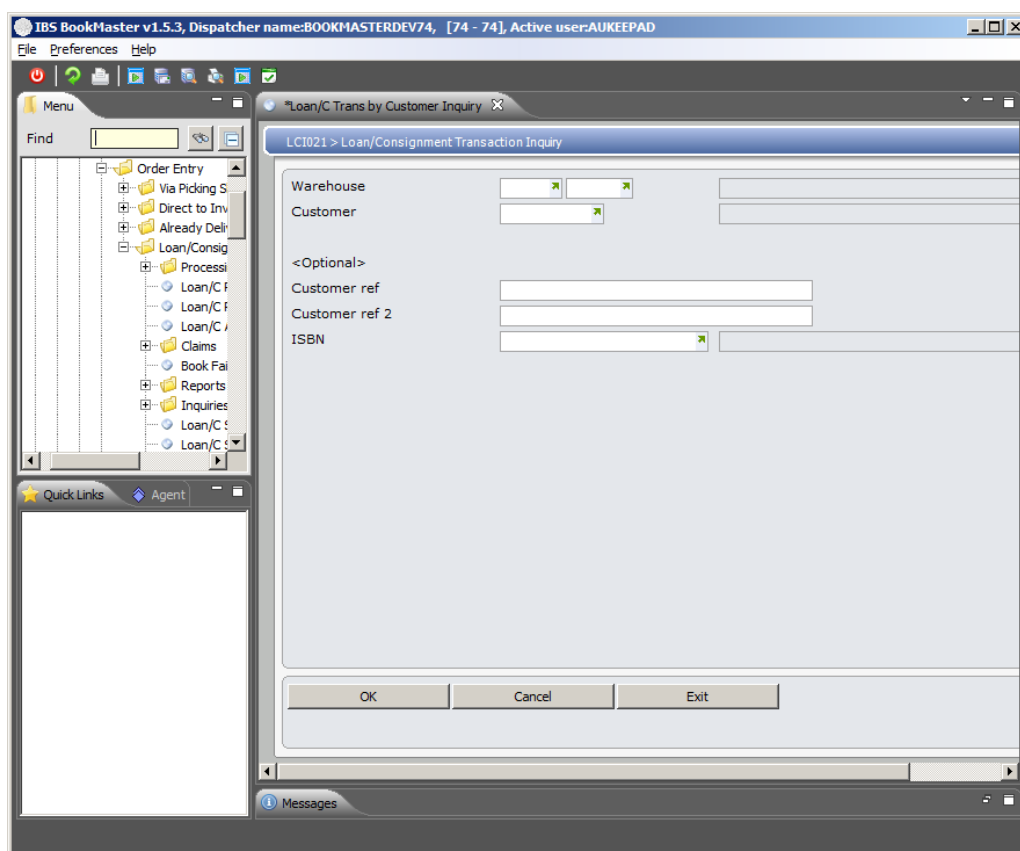 IBS BookMaster v1.5.3, Dispatcher name:BOOKMASTERDEV74, [74 - 74], Active user:AUKEEPAD
File Preferences Help
Menu
*Loan/C Trans by Customer Inquiry
Find
LCI021 > Loan/Consignment Transaction Inquiry
Order Entry
Via Picking S
Direct to Inv
Already Deli
Loan/Consig
Processi
Loan/C
Loan/C
Loan/C
Claims
Book Fai
Reports
Inquiries
Loan/C S
Loan/C S
Warehouse
Customer
<Optional>
Customer ref
Customer ref 2
ISBN
Quick Links Agent
OK Cancel Exit
Messages